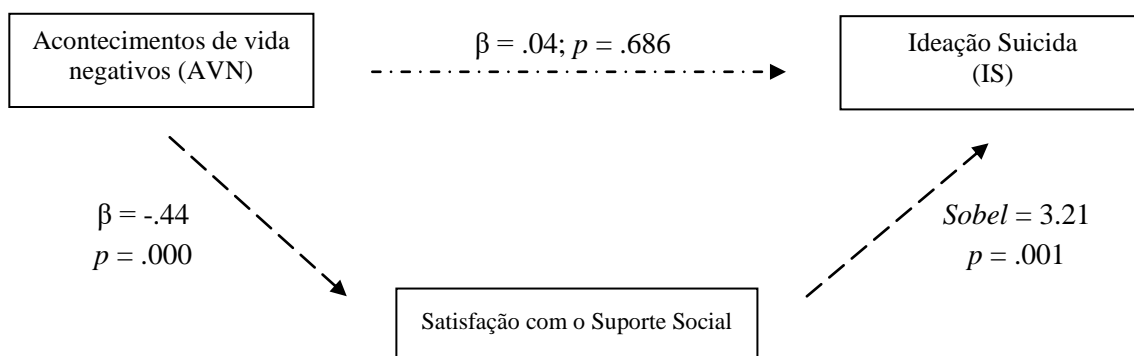 Acontecimentos de vida
negativos (AVN)
β = .04; p = .686
Ideação Suicida
(IS)
β = -.44
p = .000
Sobel = 3.21
p = .001
Satisfação com o Suporte Social